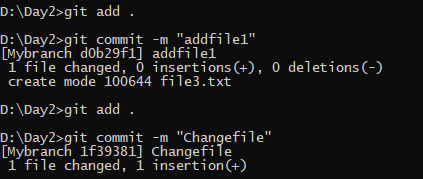 D:\Day2>git add .
D:\Day2>git commit -m "addfile1"
[Mybranch d0b29f1] addfile1
 1 file changed, 0 insertions(+), 0 deletions(-)
 create mode 100644 file3.txt
D:\Day2>git add .
D:\Day2>git commit -m "Changefile"
[Mybranch 1f39381] Changefile
 1 file changed, 1 insertion(+)